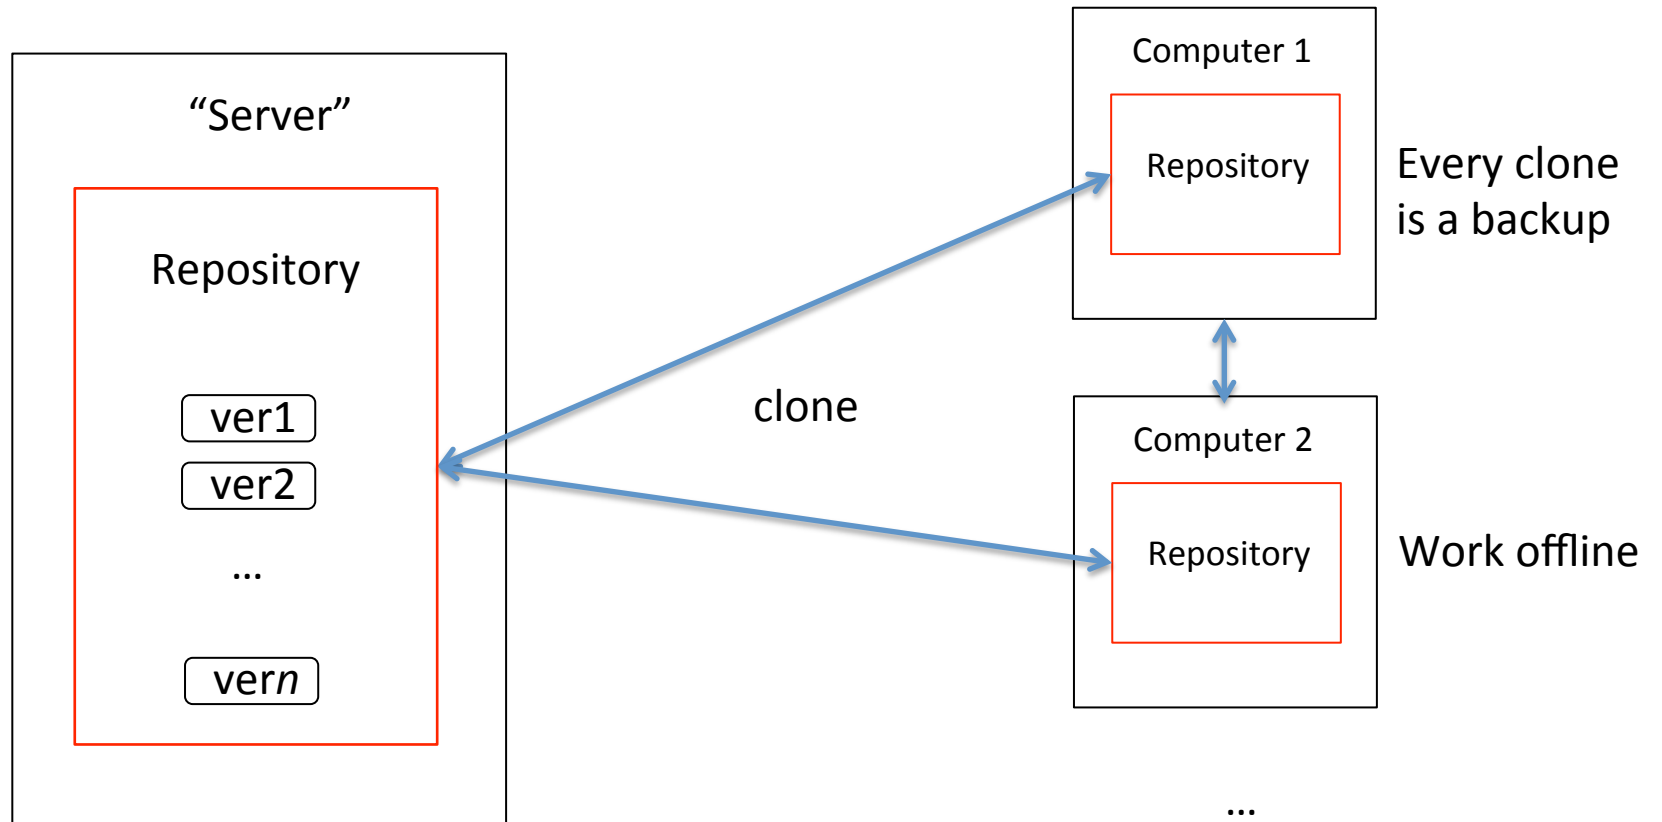 “Server”
Repository
ver1
ver2
...
vern
clone
Computer 1
Repository
Every clone
is a backup
Computer 2
Repository
Work offline
...